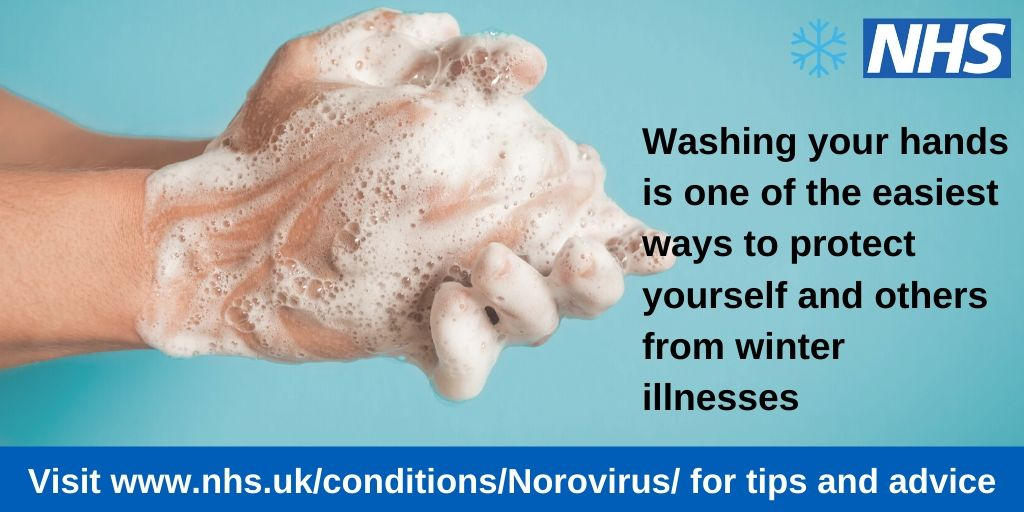 NHS
Washing your hands
is one of the easiest
ways to protect
yourself and others
from winter
illnesses
Visit www.nhs.uk/conditions/Norovirus/ for tips and advice